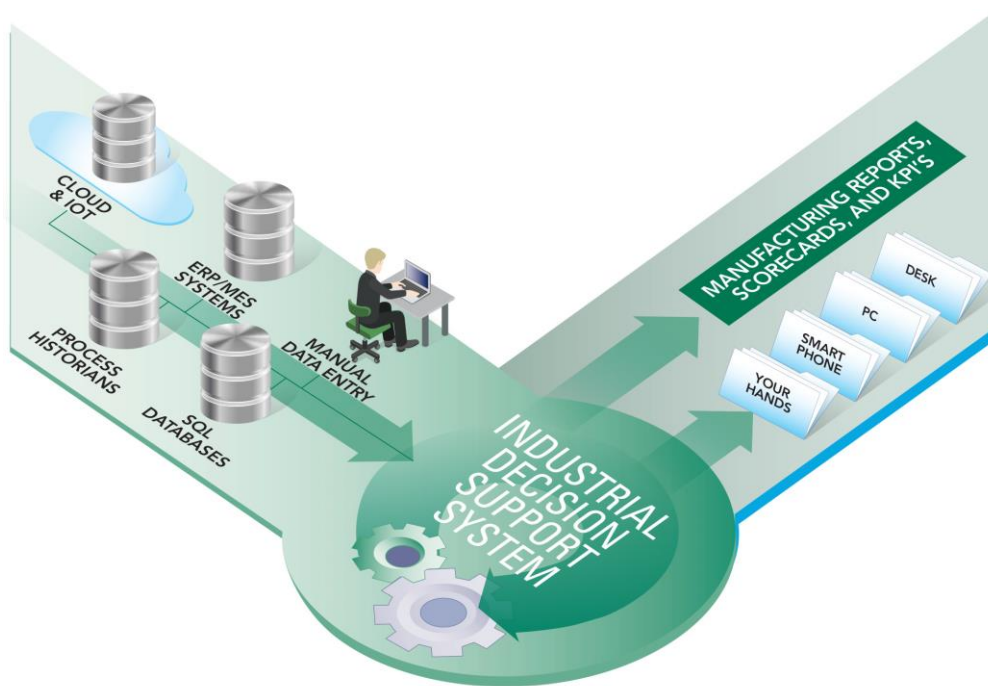 CLOUD
& IOT
ERP/MES
SYSTEMS
PROCESS
HISTORIANS
MANUAL
DATA ENTRY
SQL
DATABASES
INDUSTRIAL
DECISION
SUPPORT
SYSTEM
MANUFACTURING REPORTS,
SCORECARDS, AND KPI'S
DESK
PC
SMART
PHONE
YOUR
HANDS